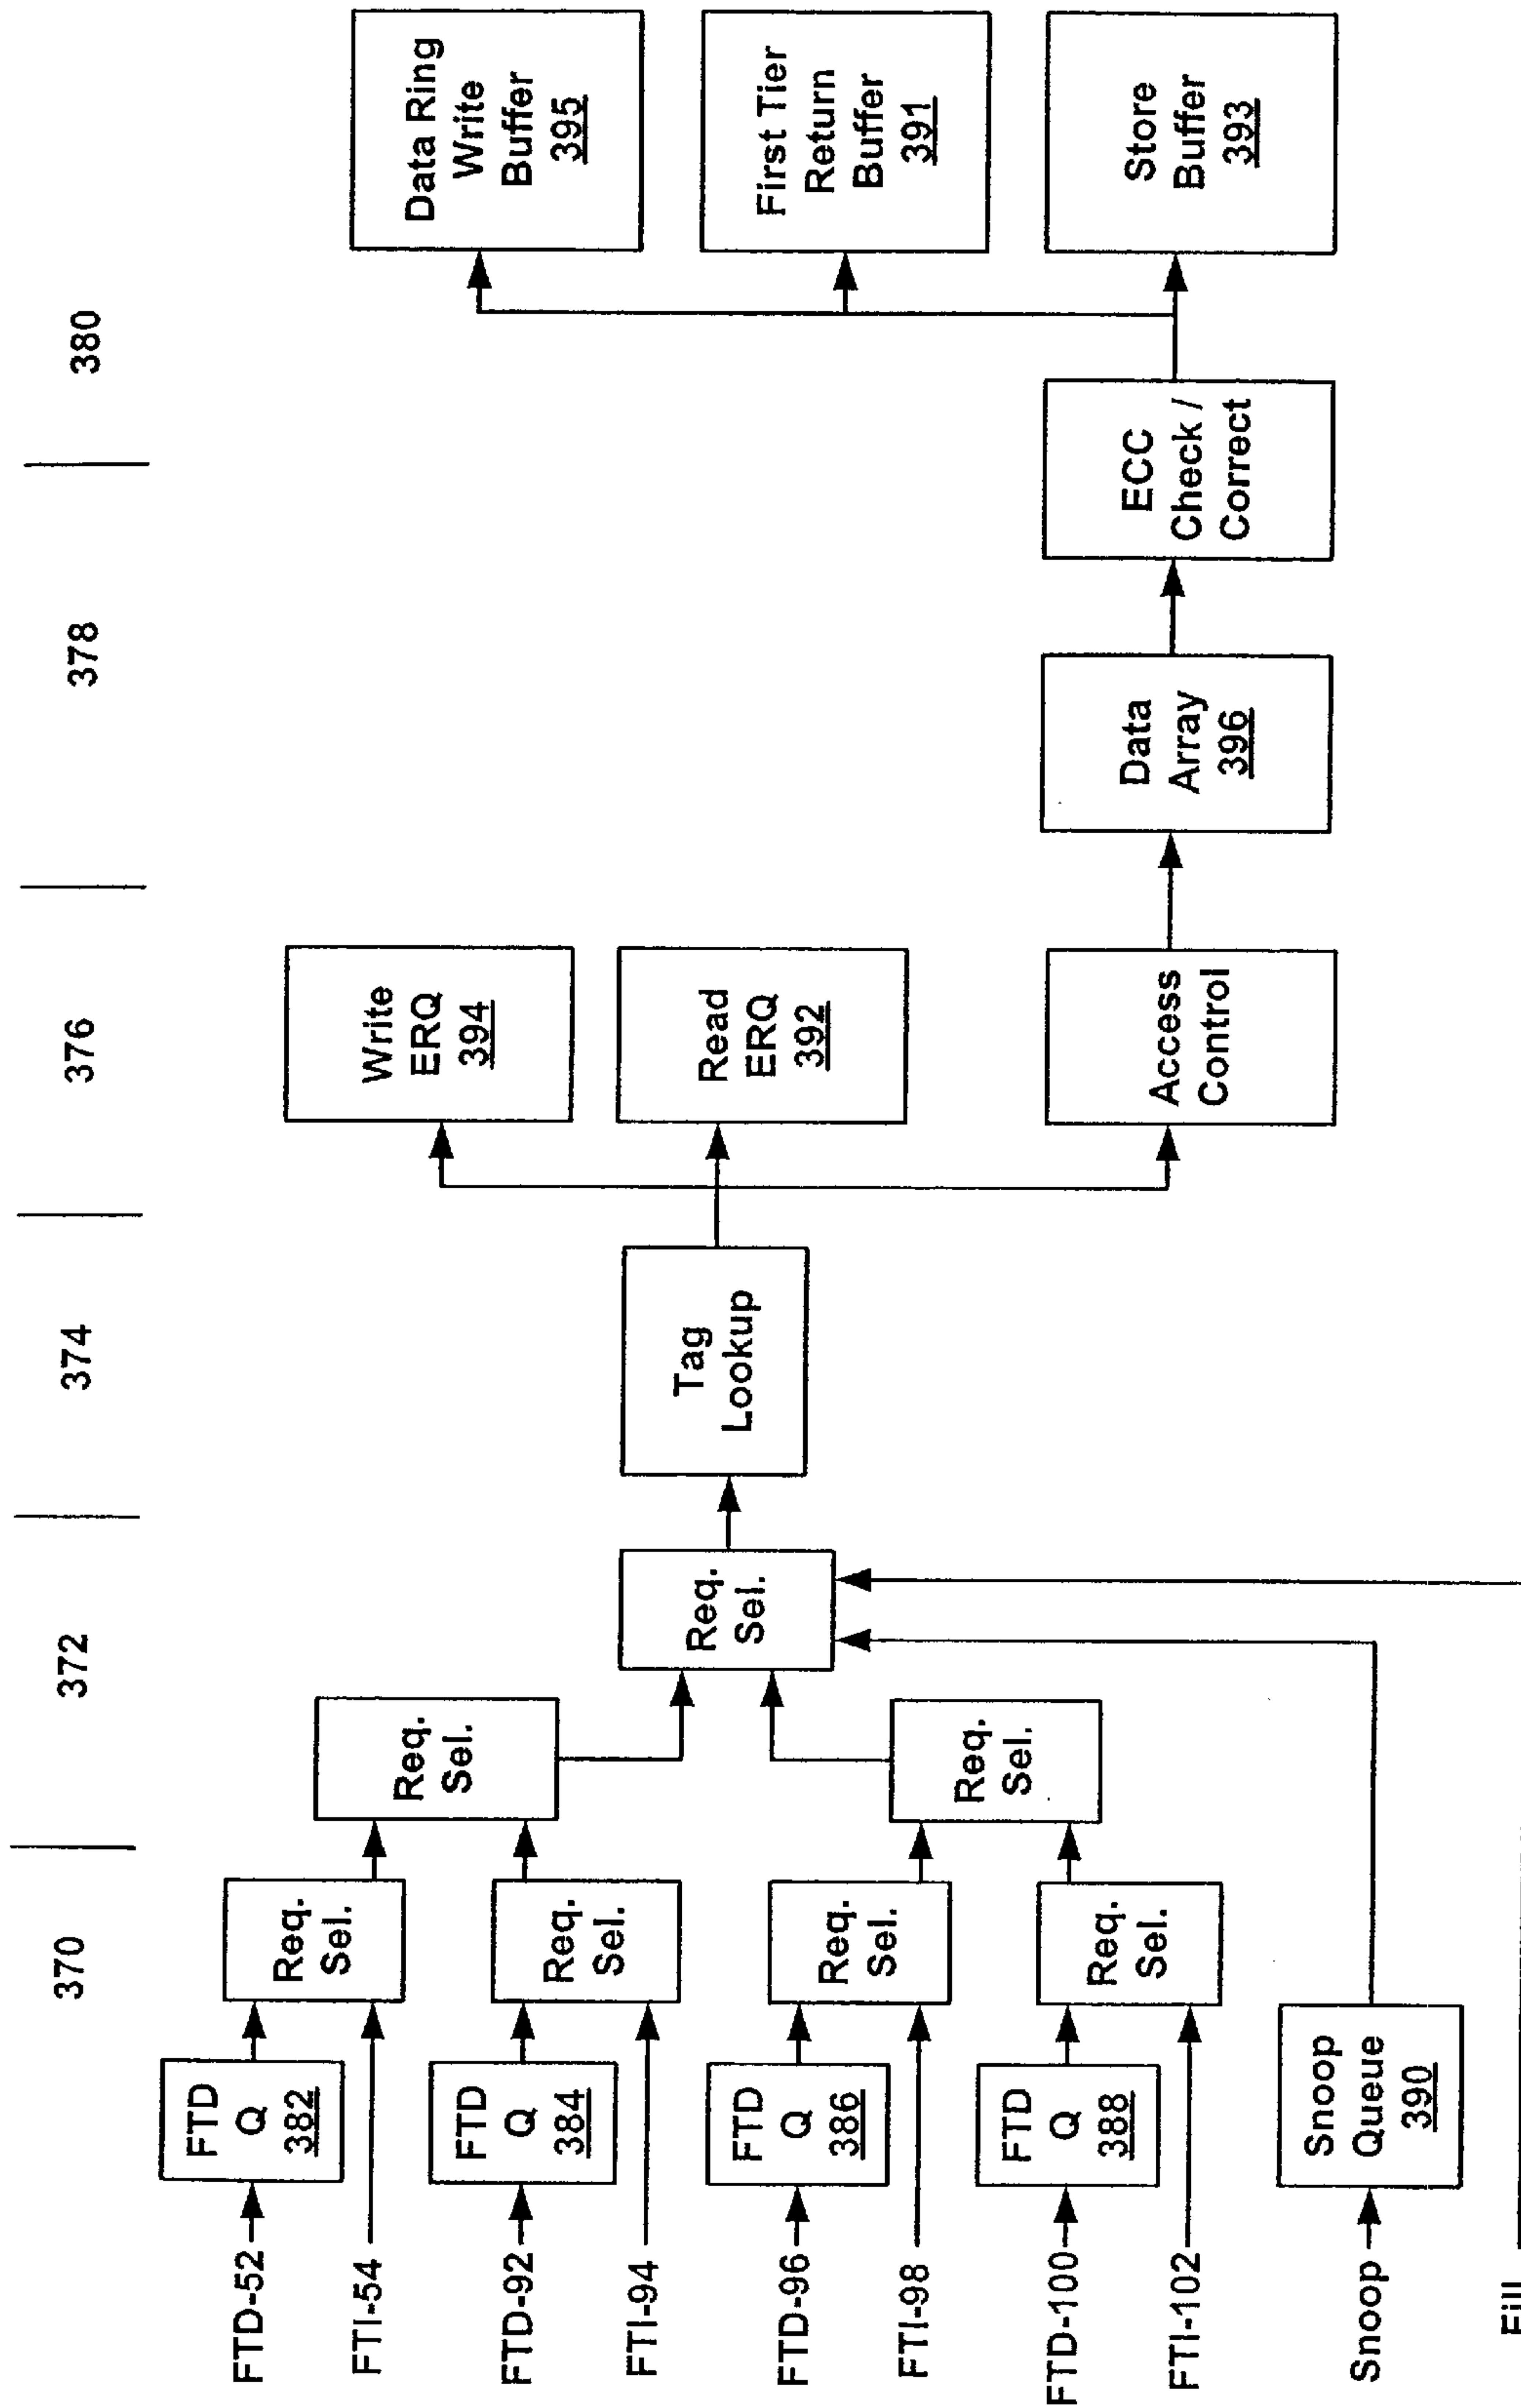 370
372
374
376
378
380
FTD-52
FTI-54
FTD-92
FTI-94
FTD-96
FTI-98
FTD-100
FTI-102
Snoop
Fill
FTD
Q
382
FTD
Q
384
FTD
Q
386
FTD
Q
388
Snoop
Queue
390
Req.
Sel.
Req.
Sel.
Req.
Sel.
Req.
Sel.
Req.
Sel.
Req.
Sel.
Req.
Sel.
Tag
Lookup
Write
ERQ
394
Read
ERQ
392
Access
Control
Data
Array
396
ECC
Check /
Correct
Data Ring
Write
Buffer
395
First Tier
Return
Buffer
391
Store
Buffer
393